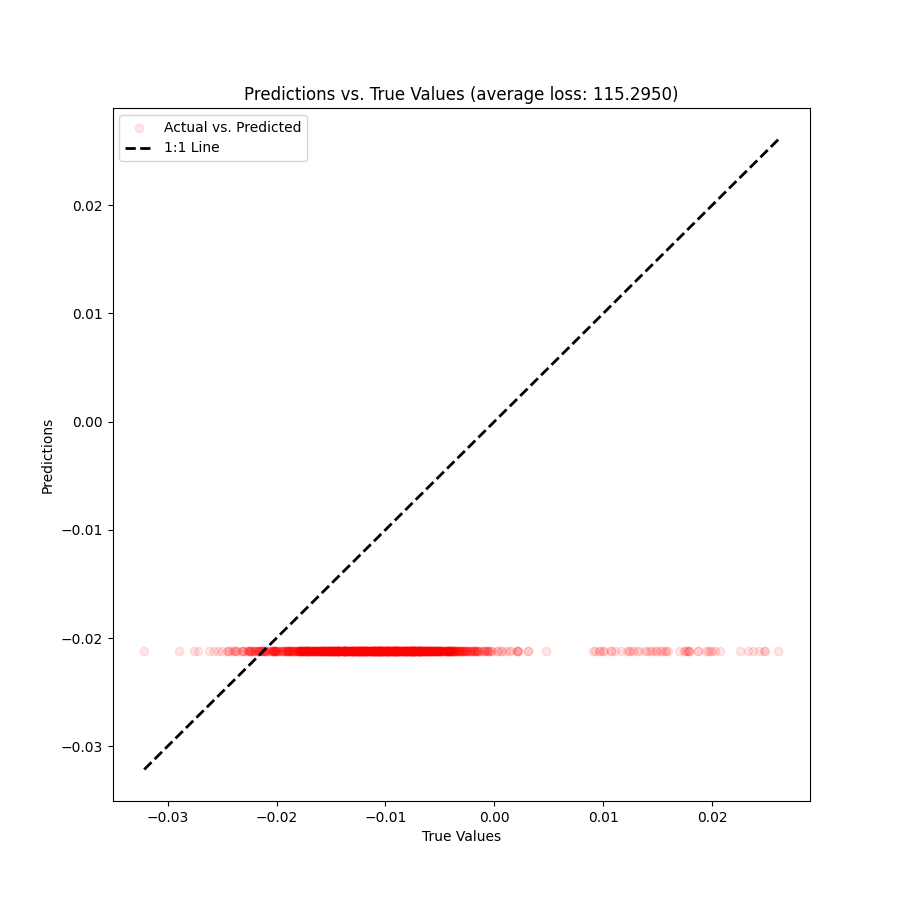 Predictions vs. True Values (average loss: 115.2950)
Actual vs. Predicted
1:1 Line
0.02
0.01
0.00
−0.01
−0.02
−0.03
Predictions
−0.03
−0.02
−0.01
0.00
0.01
0.02
True Values